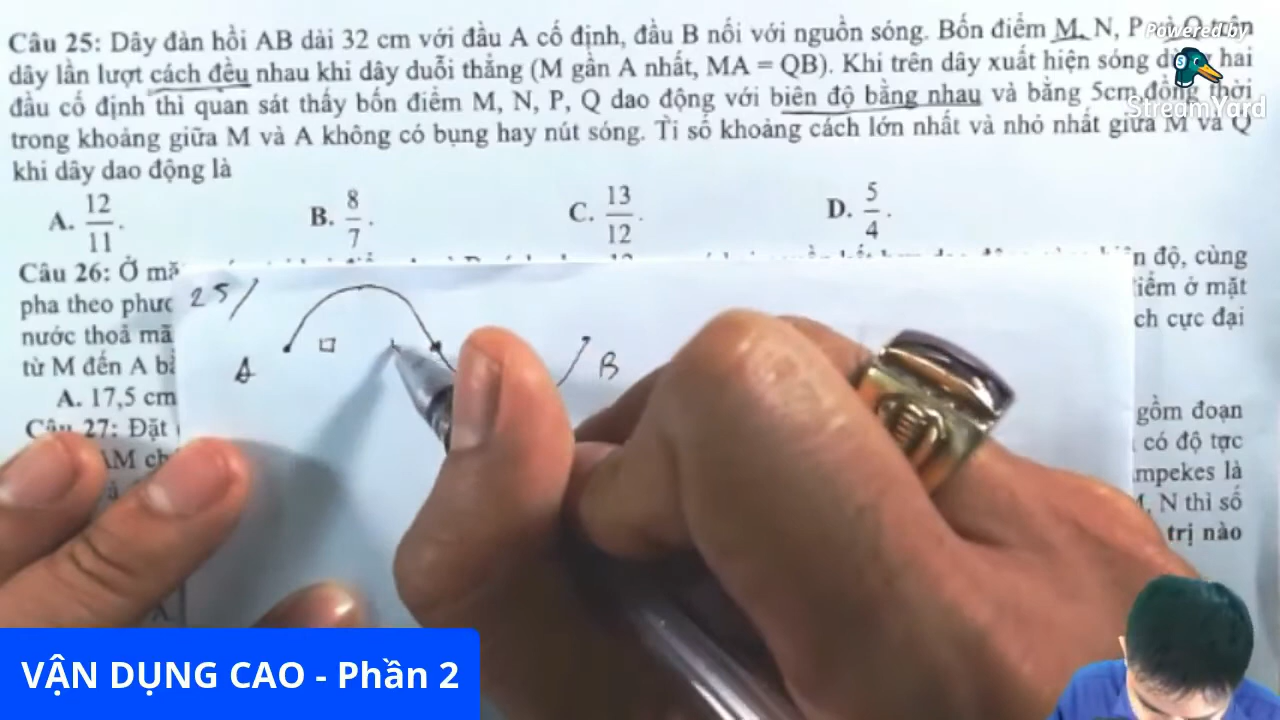 Câu 25: Dây đàn hồi AB dài 32 cm với đầu A cố định, đầu B nối với nguồn sóng. Bốn điểm M, N, P
dây lần lượt cách đều nhau khi dây duỗi thẳng (M gần A nhất, MA = QB). Khi trên dây xuất hiện sóng hai
đầu cố định thì quan sát thấy bốn điểm M, N, P, Q dao động với biên độ bằng nhau và bằng 5cm đồng thời
trong khoảng giữa M và A không có bụng hay nút sóng. Tỉ số khoảng cách lớn nhất và nhỏ nhất giữa M và Q
khi dây dao động là
A. 12/11.
B. 8/7.
C. 13/12.
D. 5/4.
Powered by
StreamYard
Câu 26: Ở
n độ, cùng
pha theo
iểm ở mặt
nước thoả
ch cực đại
từ M đến A
A. 17,5 cm
Câu 27: Đặt
gồm đoạn
có độ tực
mpekes là
N thì số
trị nào
25/
A
B
VẬN DỤNG CAO - Phần 2